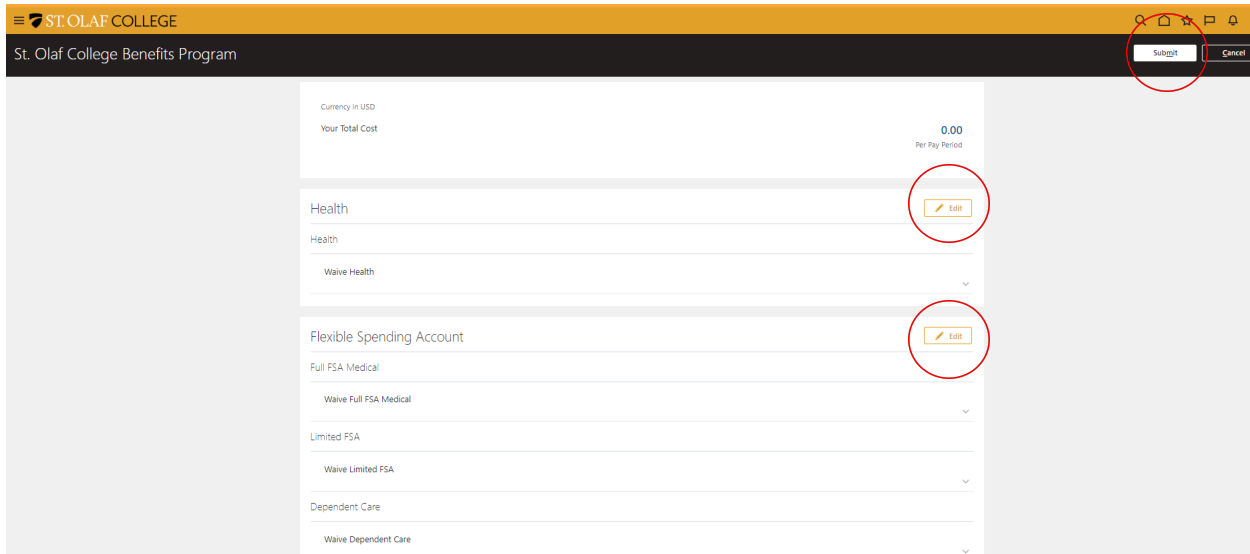 ST. OLAF COLLEGE
St. Olaf College Benefits Program
Submit
Cancel
Currency in USD
Your Total Cost
0.00
Per Pay Period
Health
Edit
Health
Waive Health
Flexible Spending Account
Edit
Full FSA Medical
Waive Full FSA Medical
Limited FSA
Waive Limited FSA
Dependent Care
Waive Dependent Care